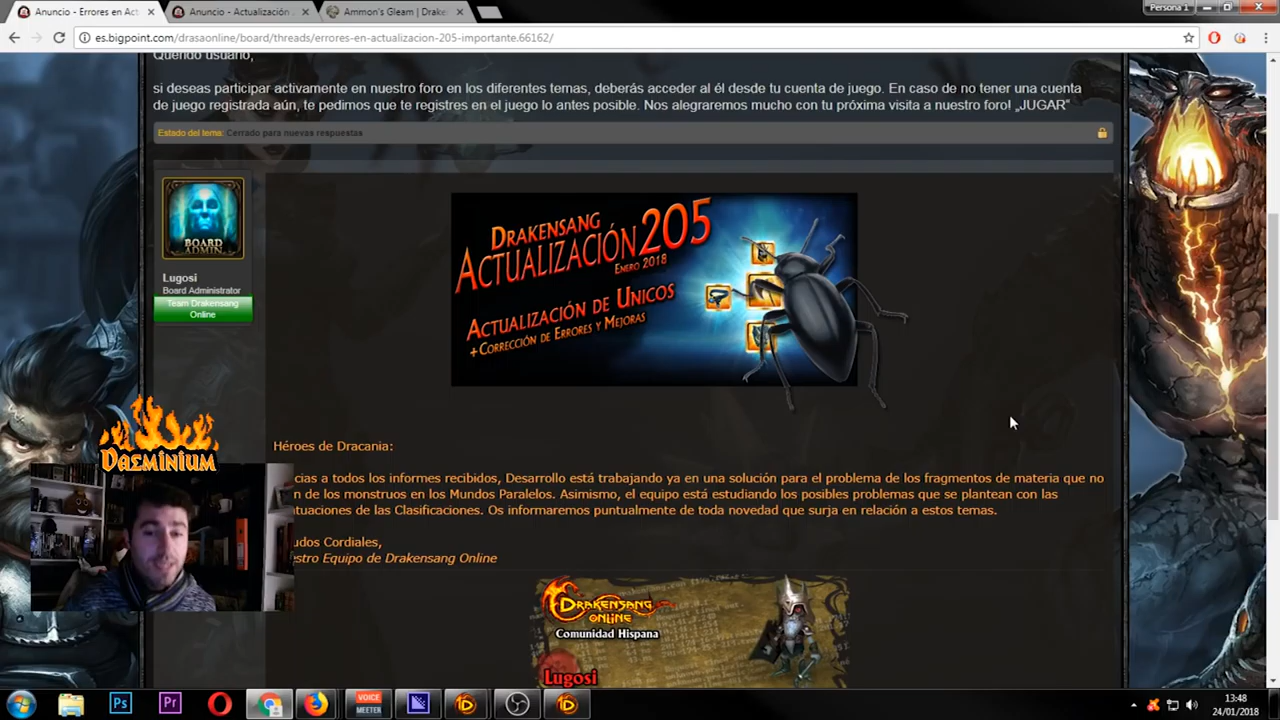 Anuncio - Errores en Act
Anuncio - Actualización 2
Ammon's Gleam | Drake
Persona 1
es.bigpoint.com/drasaonline/board/threads/errores-en-actualizacion-205-importante.66162/
Querido usuario,
si deseas participar activamente en nuestro foro en los diferentes temas, deberás acceder al él desde tu cuenta de juego. En caso de no tener una cuenta
de juego registrada aún, te pedimos que te registres en el juego lo antes posible. Nos alegraremos mucho con tu próxima visita a nuestro foro! „JUGAR“
Estado del tema: Cerrado para nuevas respuestas
BOARD
ADMIN
Lugosi
Board Administrator
Team Drakensang
Online
DRAKENSANG
ACTUALIZACIÓN 205
ENERO 2018
ACTUALIZACIÓN DE UNICOS
+ CORRECCIÓN DE ERRORES Y MEJORAS
DAEMINIUM
Héroes de Dracania:
cias a todos los informes recibidos, Desarrollo está trabajando ya en una solución para el problema de los fragmentos de materia que no
n de los monstruos en los Mundos Paralelos. Asimismo, el equipo está estudiando los posibles problemas que se plantean con las
ntuaciones de las Clasificaciones. Os informaremos puntualmente de toda novedad que surja en relación a estos temas.
udos Cordiales,
estro Equipo de Drakensang Online
DRAKENSANG
ONLINE
Comunidad Hispana
Lugosi
Ps
Pr
VOICE
MEETER
13:48
24/01/2018